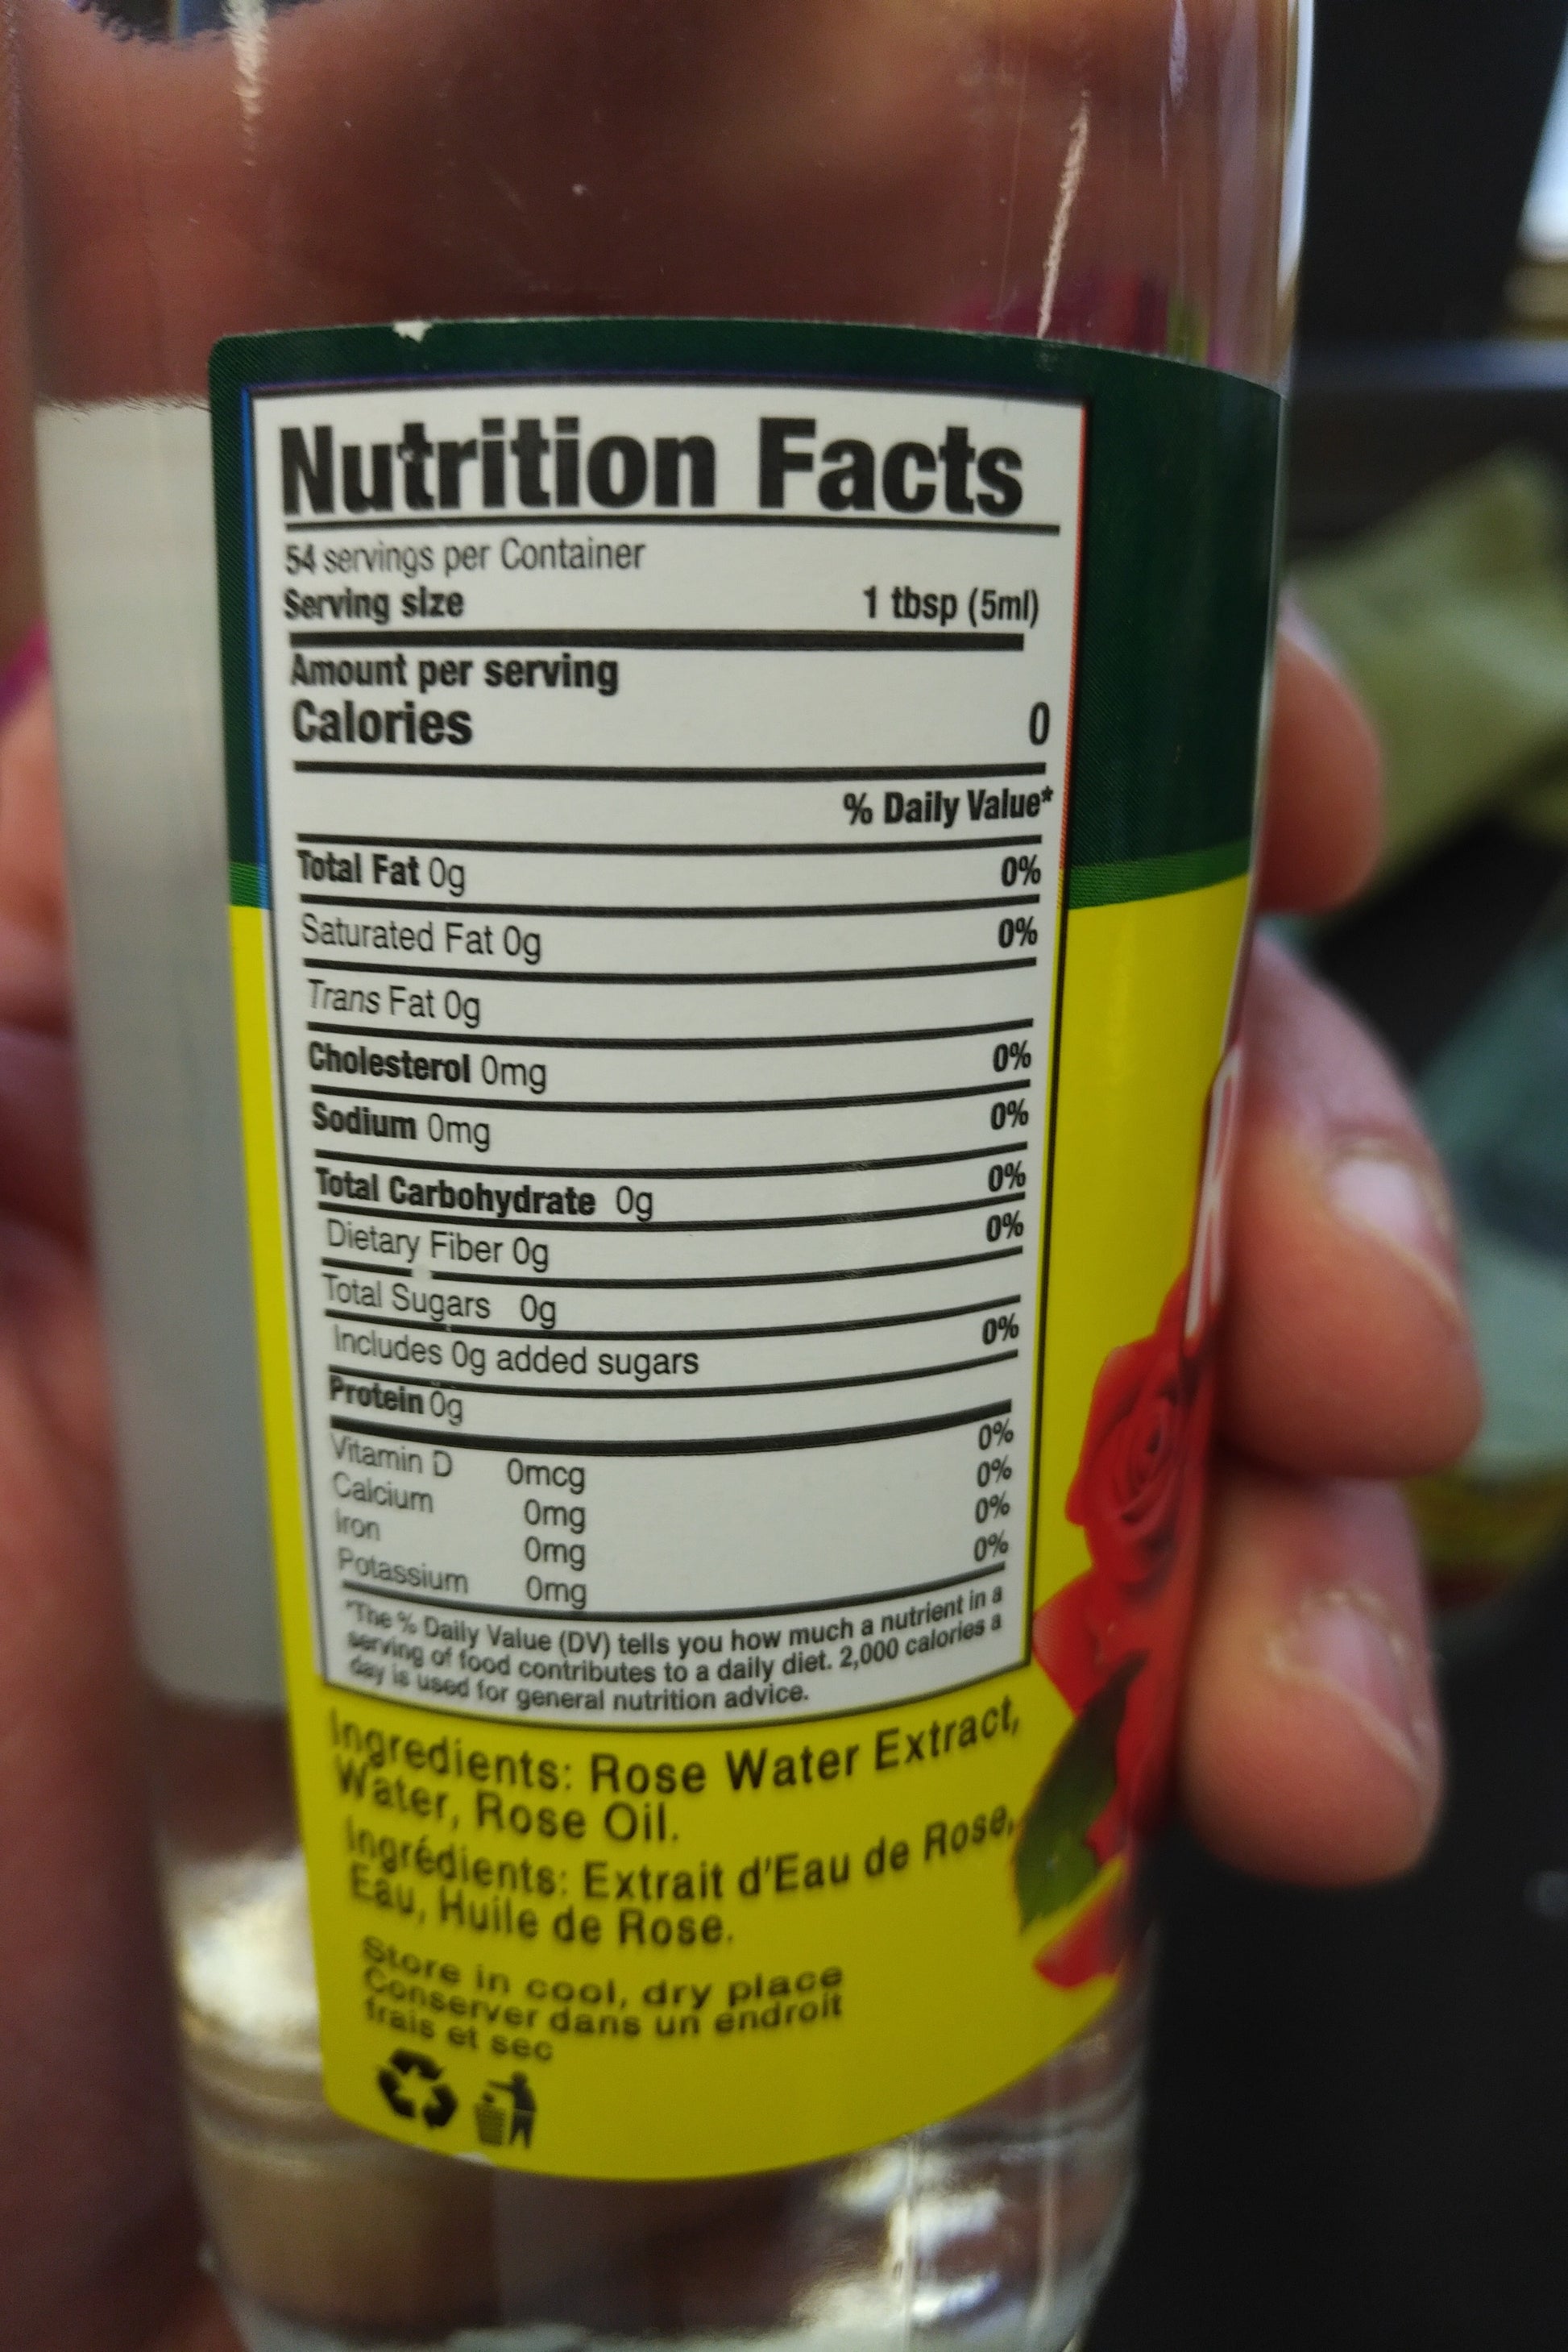 Nutrition Facts
54 servings per Container
Serving size 1 tbsp (5ml)
Amount per serving
Calories 0
% Daily Value*
Total Fat 0g 0%
Saturated Fat 0g 0%
Trans Fat 0g
Cholesterol 0mg 0%
Sodium 0mg 0%
Total Carbohydrate 0g 0%
Dietary Fiber 0g 0%
Total Sugars 0g
Includes 0g added sugars 0%
Protein 0g
Vitamin D 0mcg 0%
Calcium 0mg 0%
Iron 0mg 0%
Potassium 0mg 0%
*The % Daily Value (DV) tells you how much a nutrient in a
serving of food contributes to a daily diet. 2,000 calories a
day is used for general nutrition advice.
Ingredients: Rose Water Extract,
Water, Rose Oil.
Ingrédients: Extrait d'Eau de Rose,
Eau, Huile de Rose.
Store in cool, dry place
Conserver dans un endroit
frais et sec